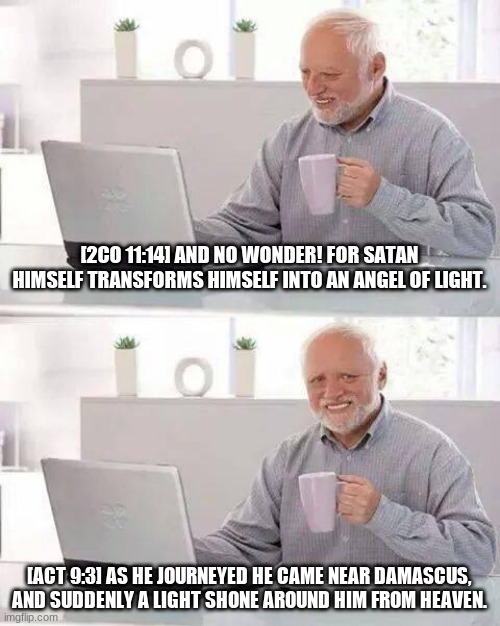 [2CO 11:14] AND NO WONDER! FOR SATAN
HIMSELF TRANSFORMS HIMSELF INTO AN ANGEL OF LIGHT.
[ACT 9:3] AS HE JOURNEYED HE CAME NEAR DAMASCUS,
AND SUDDENLY A LIGHT SHONE AROUND HIM FROM HEAVEN.
imgflip.com